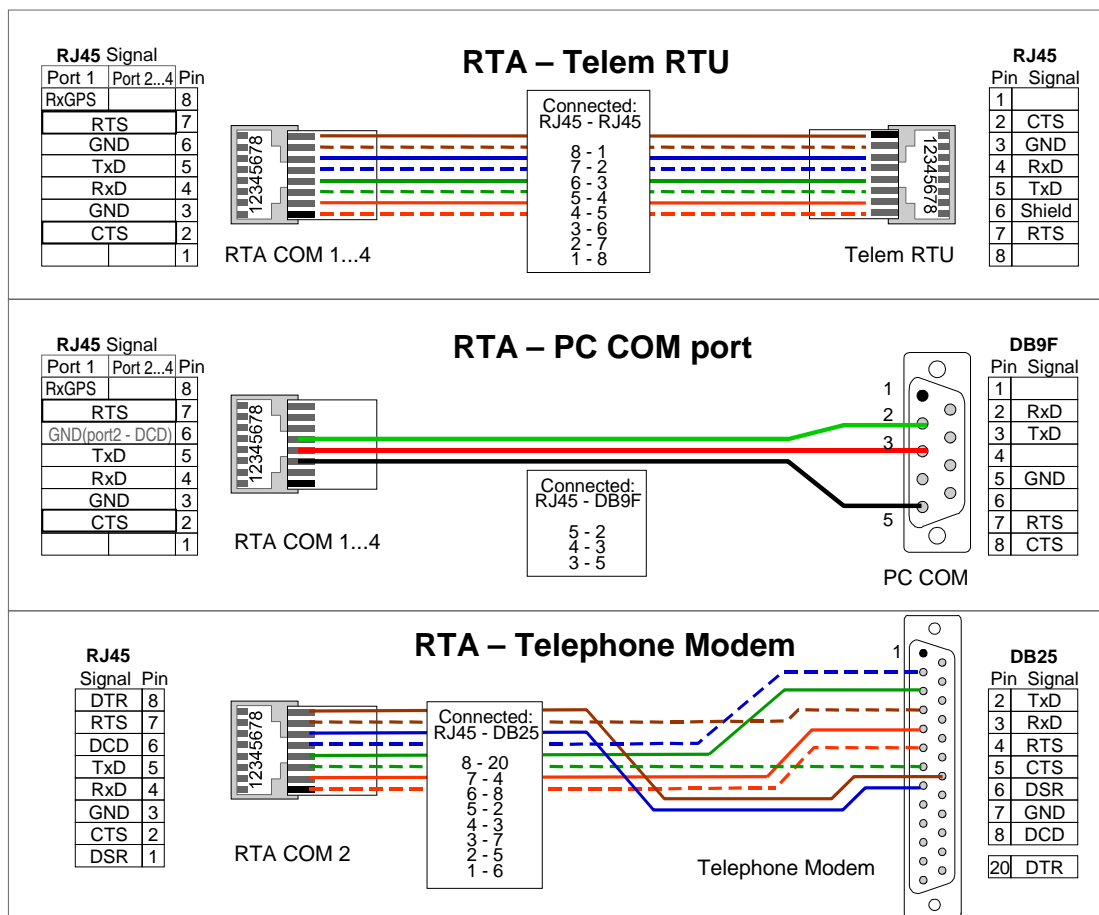 RTA – Telem RTU
RJ45 Signal
Port 1 Port 2...4 Pin
RxGPS 8
RTS 7
GND 6
TxD 5
RxD 4
GND 3
CTS 2
1
12345678
RTA COM 1...4
Connected:
RJ45 - RJ45
8 - 1
7 - 2
6 - 3
5 - 4
4 - 5
3 - 6
2 - 7
1 - 8
12345678
Telem RTU
RJ45
Pin Signal
1
2 CTS
3 GND
4 RxD
5 TxD
6 Shield
7 RTS
8
RTA – PC COM port
RJ45 Signal
Port 1 Port 2...4 Pin
RxGPS 8
RTS 7
GND(port2 - DCD) 6
TxD 5
RxD 4
GND 3
CTS 2
1
12345678
RTA COM 1...4
Connected:
RJ45 - DB9F
5 - 2
4 - 3
3 - 5
1
2
3
5
PC COM
DB9F
Pin Signal
1
2 RxD
3 TxD
4
5 GND
6
7 RTS
8 CTS
RTA – Telephone Modem
RJ45
Signal Pin
DTR 8
RTS 7
DCD 6
TxD 5
RxD 4
GND 3
CTS 2
DSR 1
12345678
RTA COM 2
Connected:
RJ45 - DB25
8 - 20
7 - 4
6 - 8
5 - 2
4 - 3
3 - 7
2 - 5
1 - 6
1
Telephone Modem
DB25
Pin Signal
2 TxD
3 RxD
4 RTS
5 CTS
6 DSR
7 GND
8 DCD
20 DTR